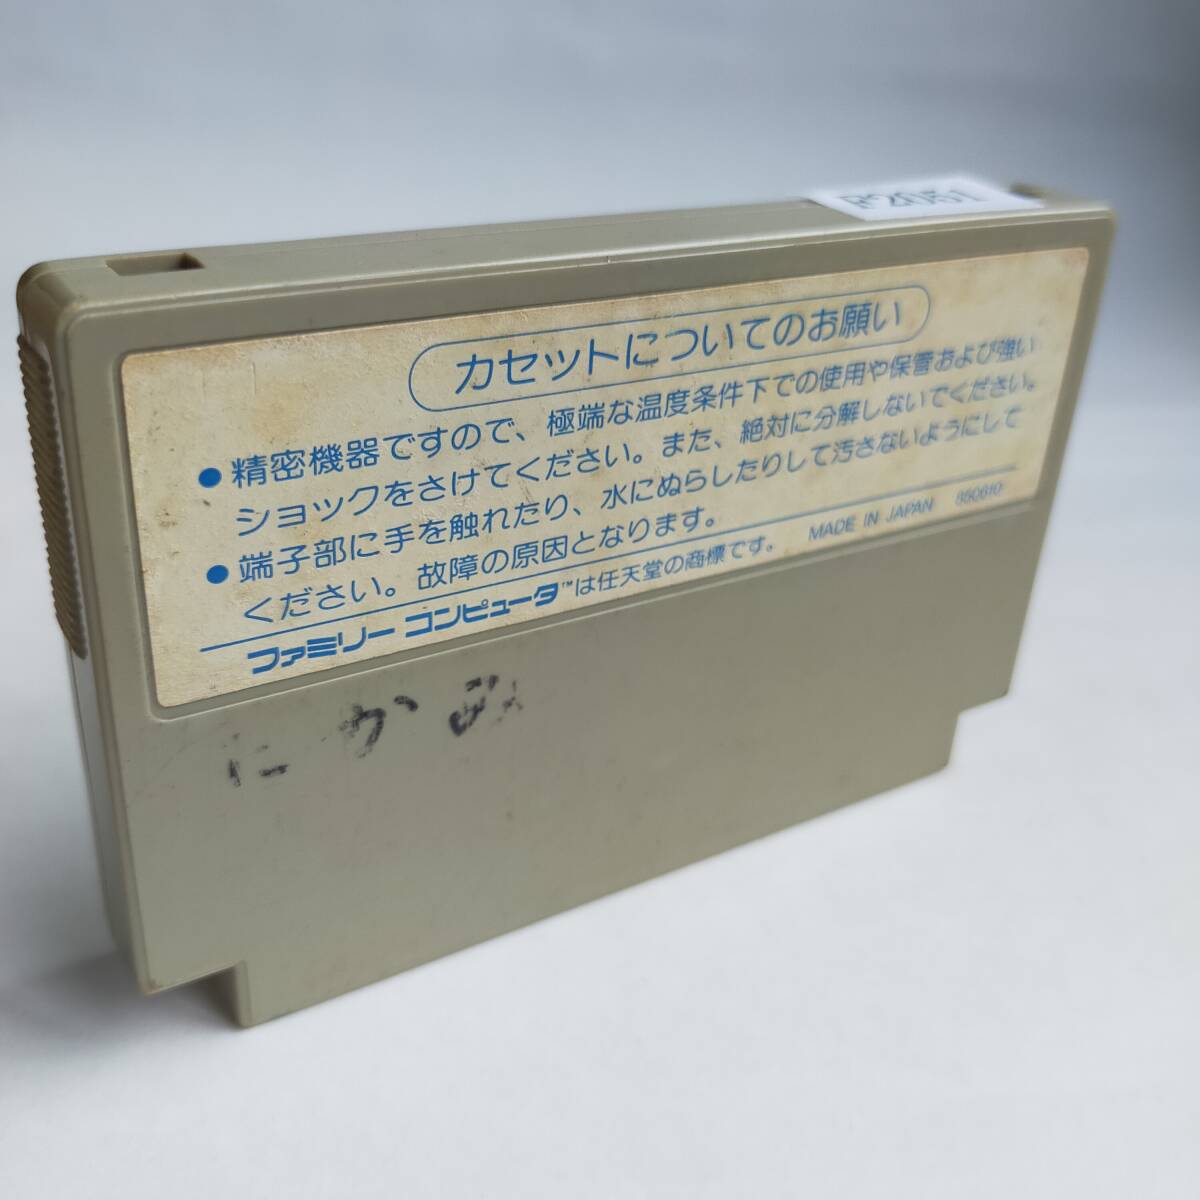 P2051
カセットについてのお願い
●精密機器ですので、極端な温度条件下での使用や保管および強い
ショックをさけてください。また、絶対に分解しないでください。
●端子部に手を触れたり、水にぬらしたりして汚さないようにして
ください。故障の原因となります。
MADE IN JAPAN
ファミリーコンピュータ™は任天堂の商標です。
にかみ